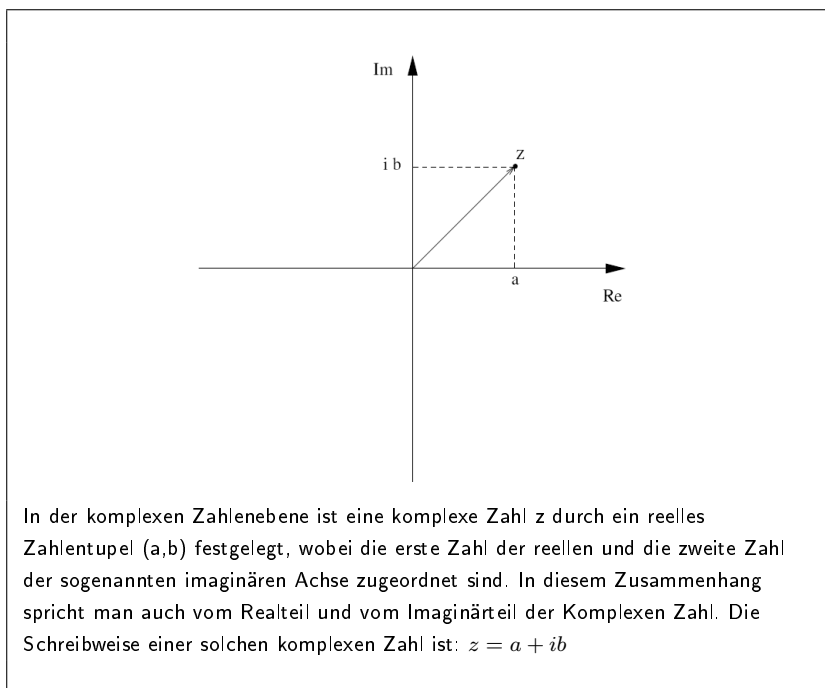 Im
z
i b
a
Re
In der komplexen Zahlenebene ist eine komplexe Zahl z durch ein reelles
Zahlentupel (a,b) festgelegt, wobei die erste Zahl der reellen und die zweite Zahl
der sogenannten imaginären Achse zugeordnet sind. In diesem Zusammenhang
spricht man auch vom Realteil und vom Imaginärteil der Komplexen Zahl. Die
Schreibweise einer solchen komplexen Zahl ist: z = a + ib